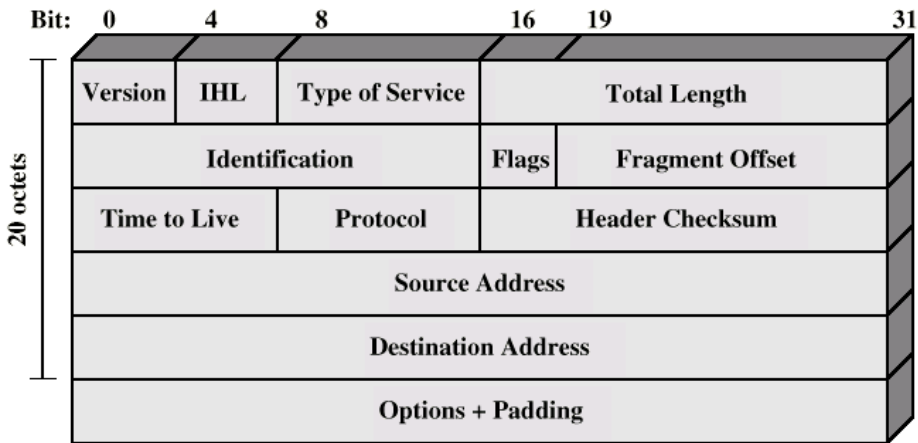 Bit: 0 4 8 16 19 31
Version IHL Type of Service Total Length
Identification Flags Fragment Offset
Time to Live Protocol Header Checksum
Source Address
Destination Address
Options + Padding
20 octets